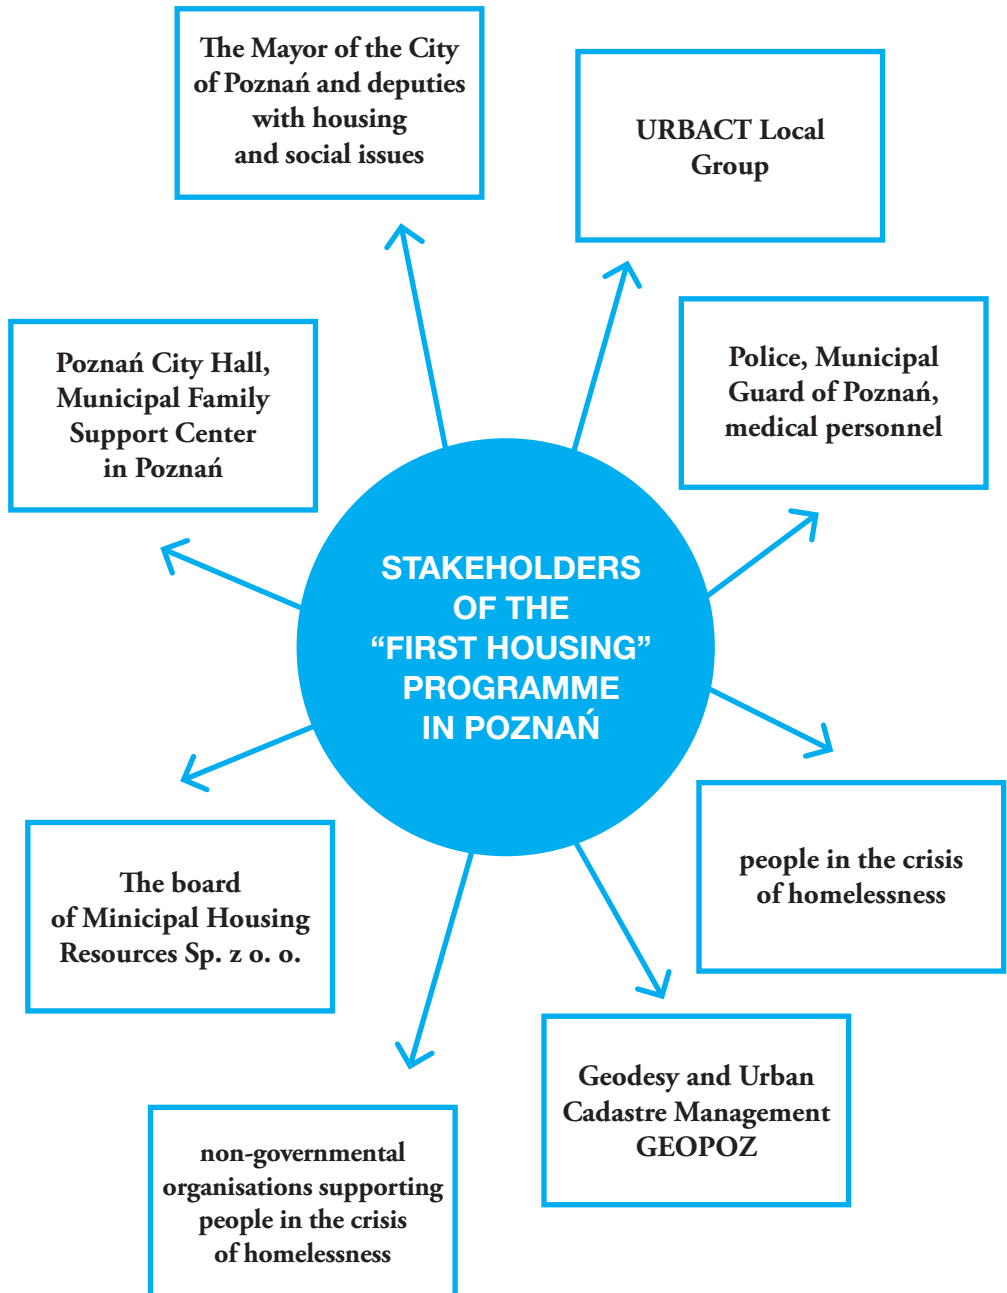 The Mayor of the City
of Poznań and deputies
with housing
and social issues
URBACT Local
Group
Poznań City Hall,
Municipal Family
Support Center
in Poznań
Police, Municipal
Guard of Poznań,
medical personnel
STAKEHOLDERS
OF THE
“FIRST HOUSING”
PROGRAMME
IN POZNAŃ
The board
of Minicipal Housing
Resources Sp. z o. o.
people in the crisis
of homelessness
non-governmental
organisations supporting
people in the crisis
of homelessness
Geodesy and Urban
Cadastre Management
GEOPOZ